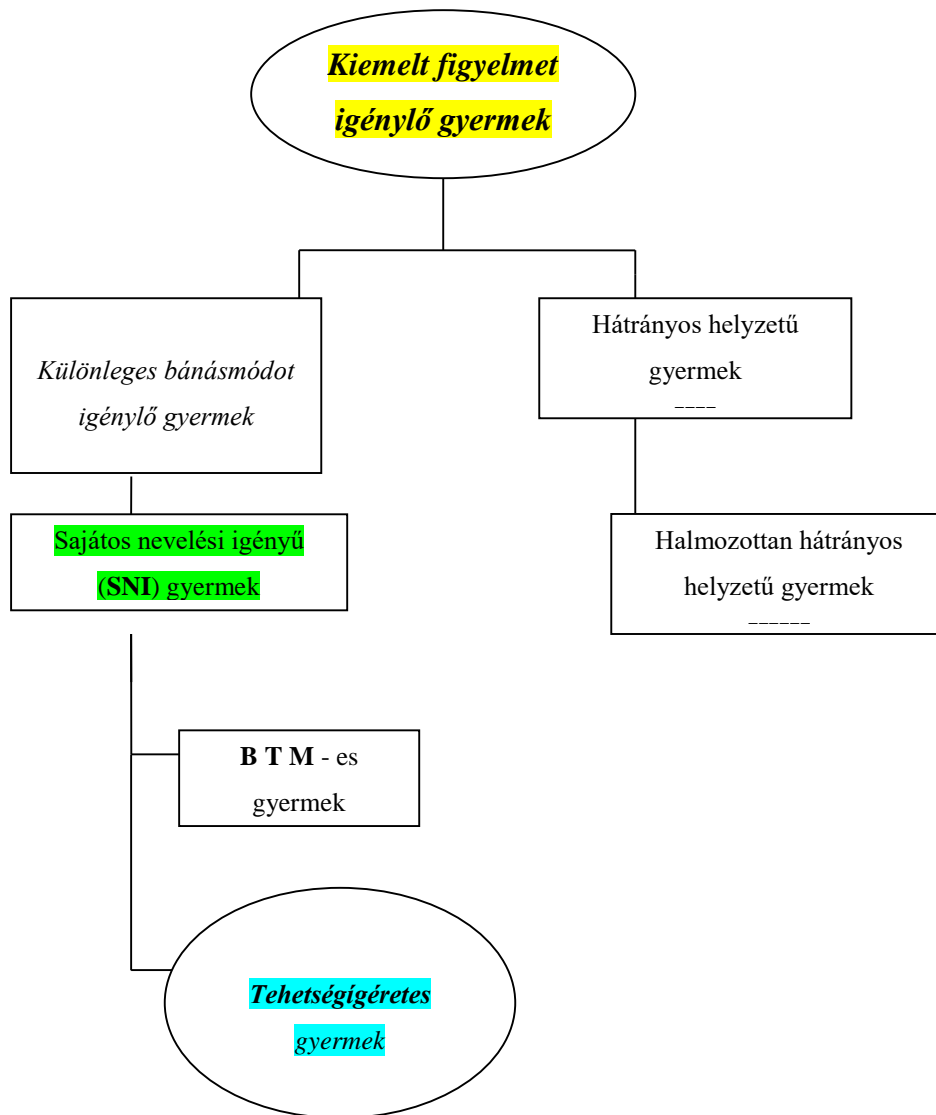 Kiemelt figyelmet
igénylő gyermek
Különleges bánásmódot
igénylő gyermek
Hátrányos helyzetű
gyermek
----
Sajátos nevelési igényű
(SNI) gyermek
Halmozottan hátrányos
helyzetű gyermek
------
B T M - es
gyermek
Tehetségígéretes
gyermek